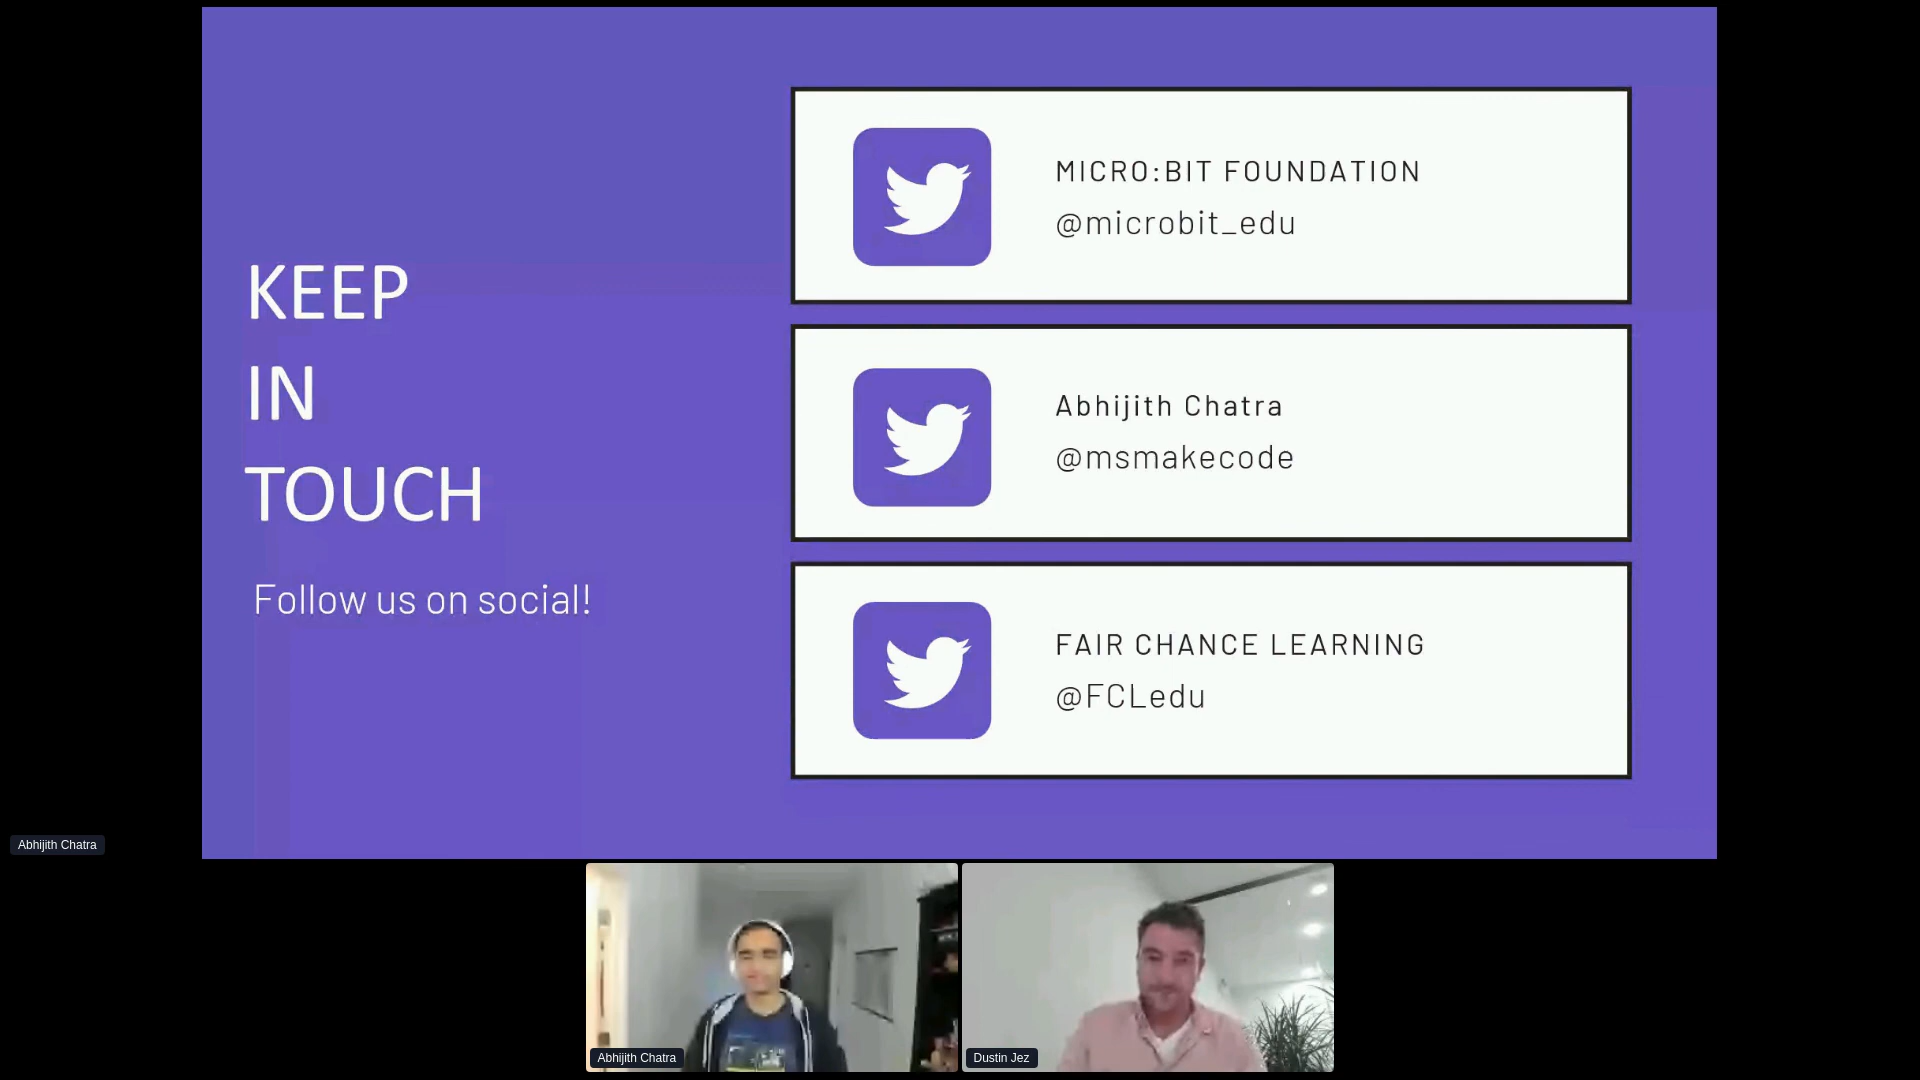 KEEP
IN
TOUCH
Follow us on social!
MICRO:BIT FOUNDATION
@microbit_edu
Abhijith Chatra
@msmakecode
FAIR CHANCE LEARNING
@FCLedu
Abhijith Chatra
Abhijith Chatra
Dustin Jez